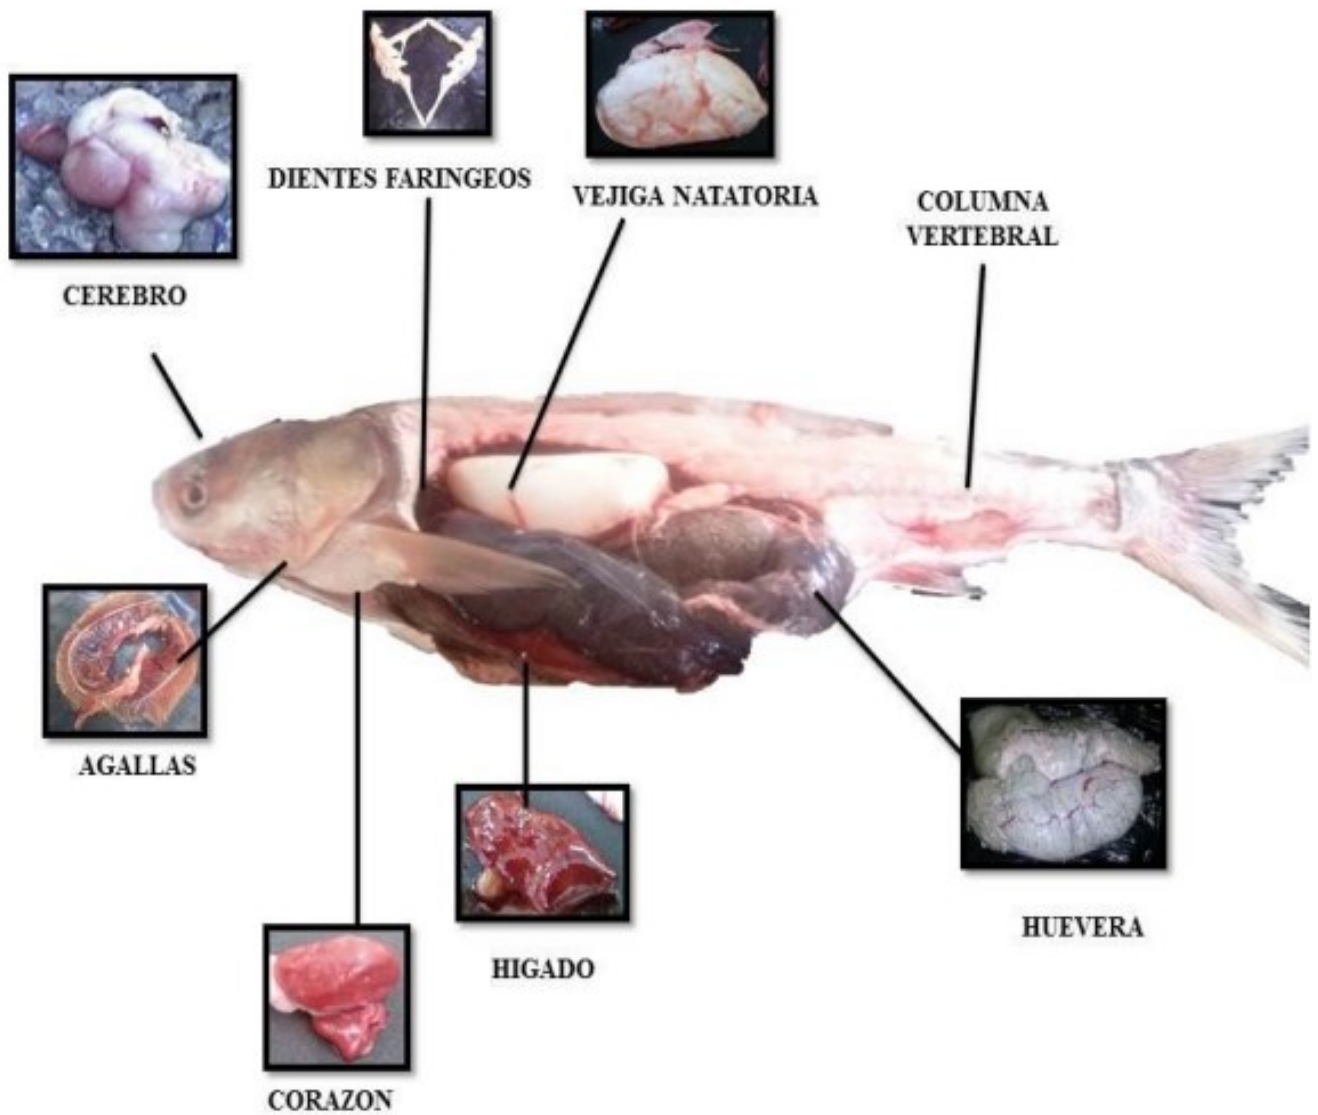 DIENTES FARINGEOS
VEJIGA NATATORIA
COLUMNA
VERTEBRAL
CEREBRO
AGALLAS
HUEVERA
HIGADO
CORAZON